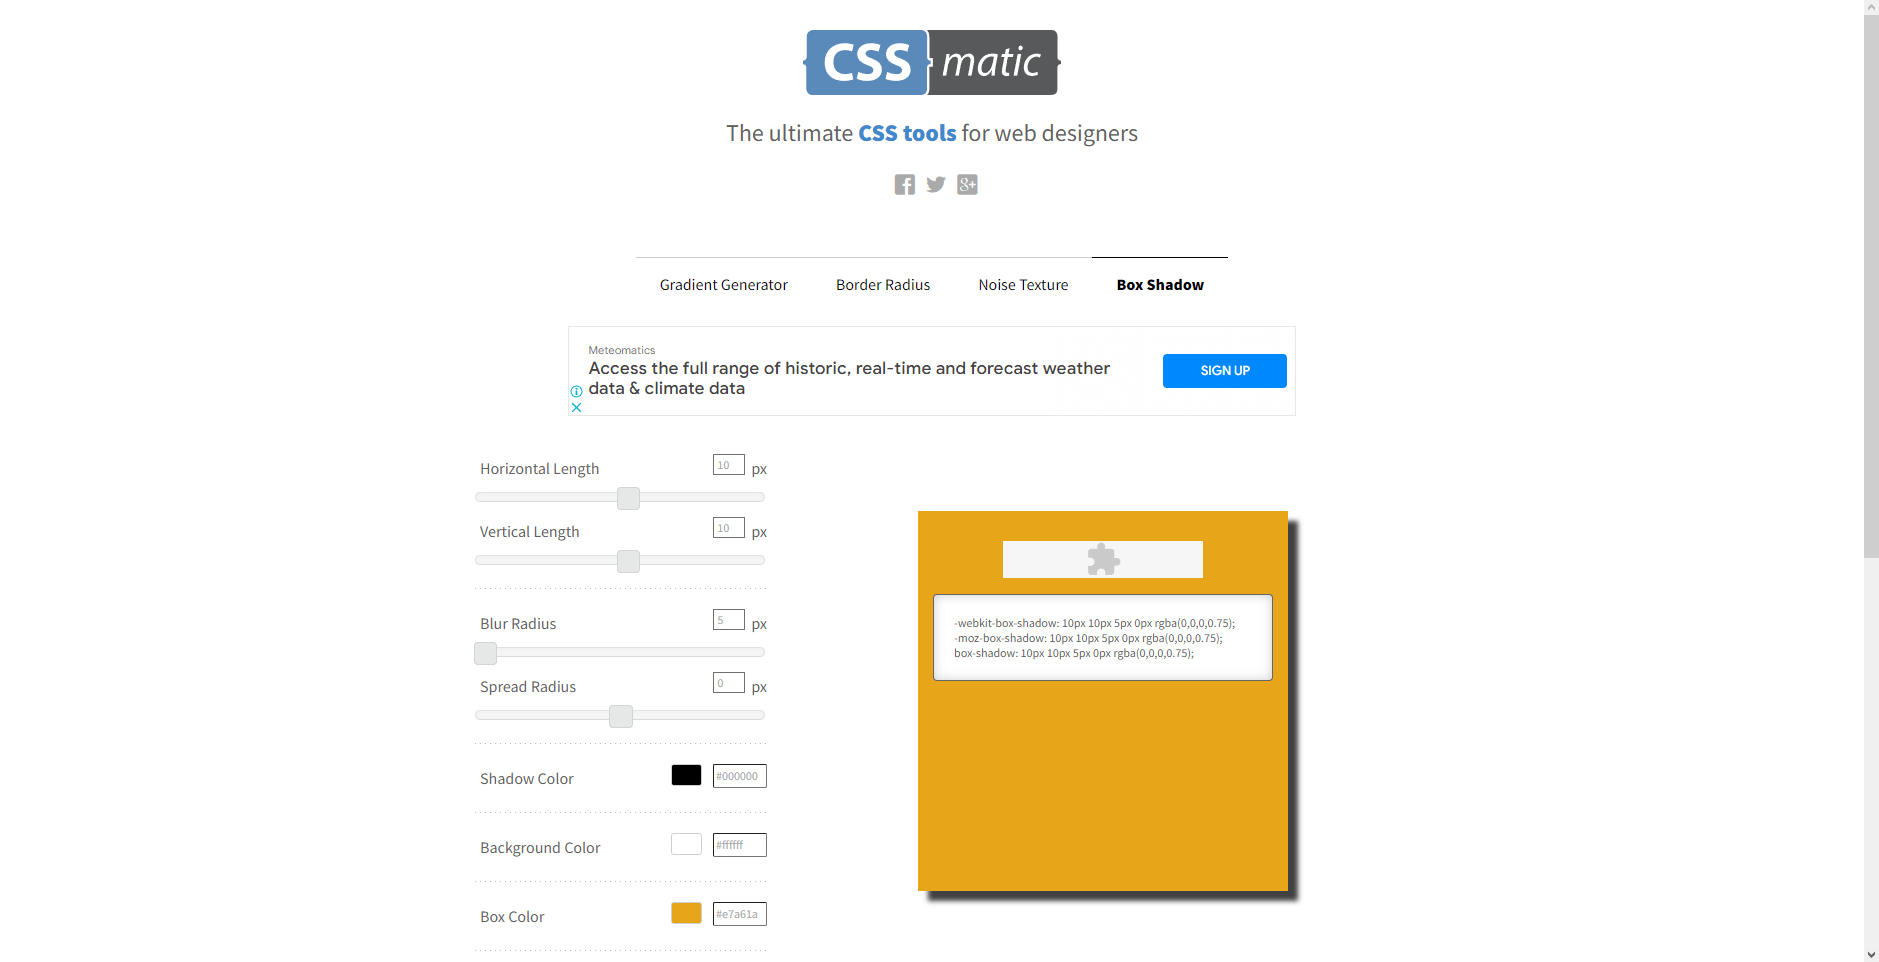 CSS matic
The ultimate CSS tools for web designers
Gradient Generator
Border Radius
Noise Texture
Box Shadow
Meteomatics
Access the full range of historic, real-time and forecast weather
data & climate data
SIGN UP
Horizontal Length 10 px
Vertical Length 10 px
Blur Radius 5 px
Spread Radius 0 px
Shadow Color #000000
Background Color #ffffff
Box Color #e7a61a
-webkit-box-shadow: 10px 10px 5px 0px rgba(0,0,0,0.75);
-moz-box-shadow: 10px 10px 5px 0px rgba(0,0,0,0.75);
box-shadow: 10px 10px 5px 0px rgba(0,0,0,0.75);